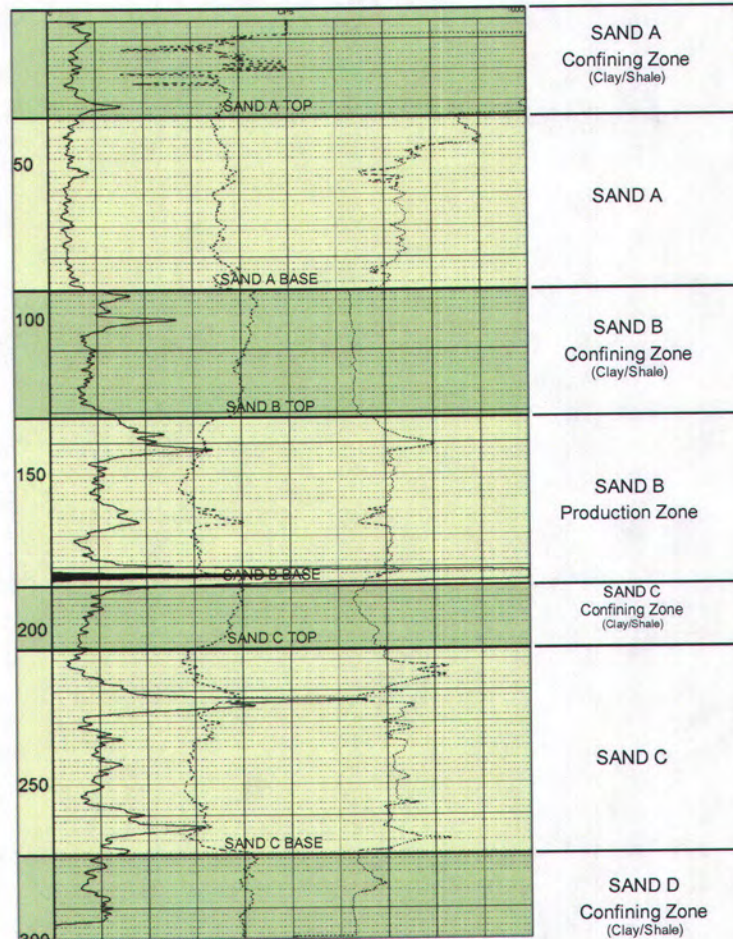 SAND A
Confining Zone
(Clay/Shale)
SAND A TOP
50
SAND A
SAND A BASE
100
SAND B
Confining Zone
(Clay/Shale)
SAND B TOP
150
SAND B
Production Zone
SAND B BASE
SAND C
Confining Zone
(Clay/Shale)
200
SAND C TOP
SAND C
250
SAND C BASE
SAND D
Confining Zone
(Clay/Shale)
300